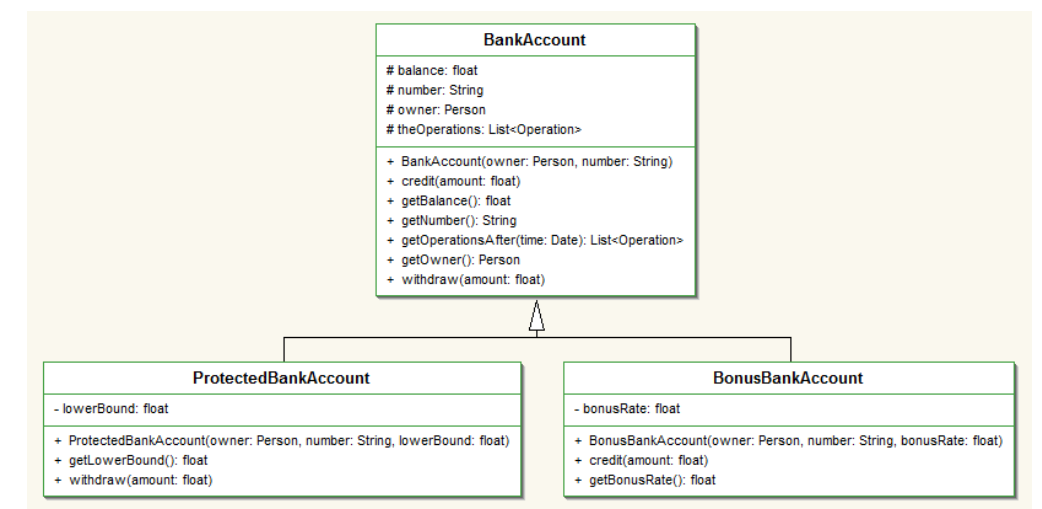 BankAccount
# balance: float
# number: String
# owner: Person
# theOperations: List<Operation>
+ BankAccount(owner: Person, number: String)
+ credit(amount: float)
+ getBalance(): float
+ getNumber(): String
+ getOperationsAfter(time: Date): List<Operation>
+ getOwner(): Person
+ withdraw(amount: float)
ProtectedBankAccount
- lowerBound: float
+ ProtectedBankAccount(owner: Person, number: String, lowerBound: float)
+ getLowerBound(): float
+ withdraw(amount: float)
BonusBankAccount
- bonusRate: float
+ BonusBankAccount(owner: Person, number: String, bonusRate: float)
+ credit(amount: float)
+ getBonusRate(): float